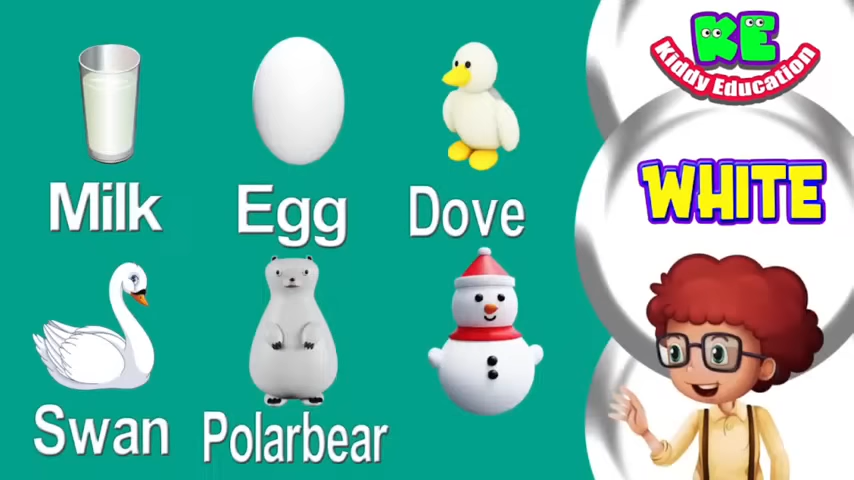 KE
Kiddy Education
WHITE
Milk
Egg
Dove
Swan
Polarbear